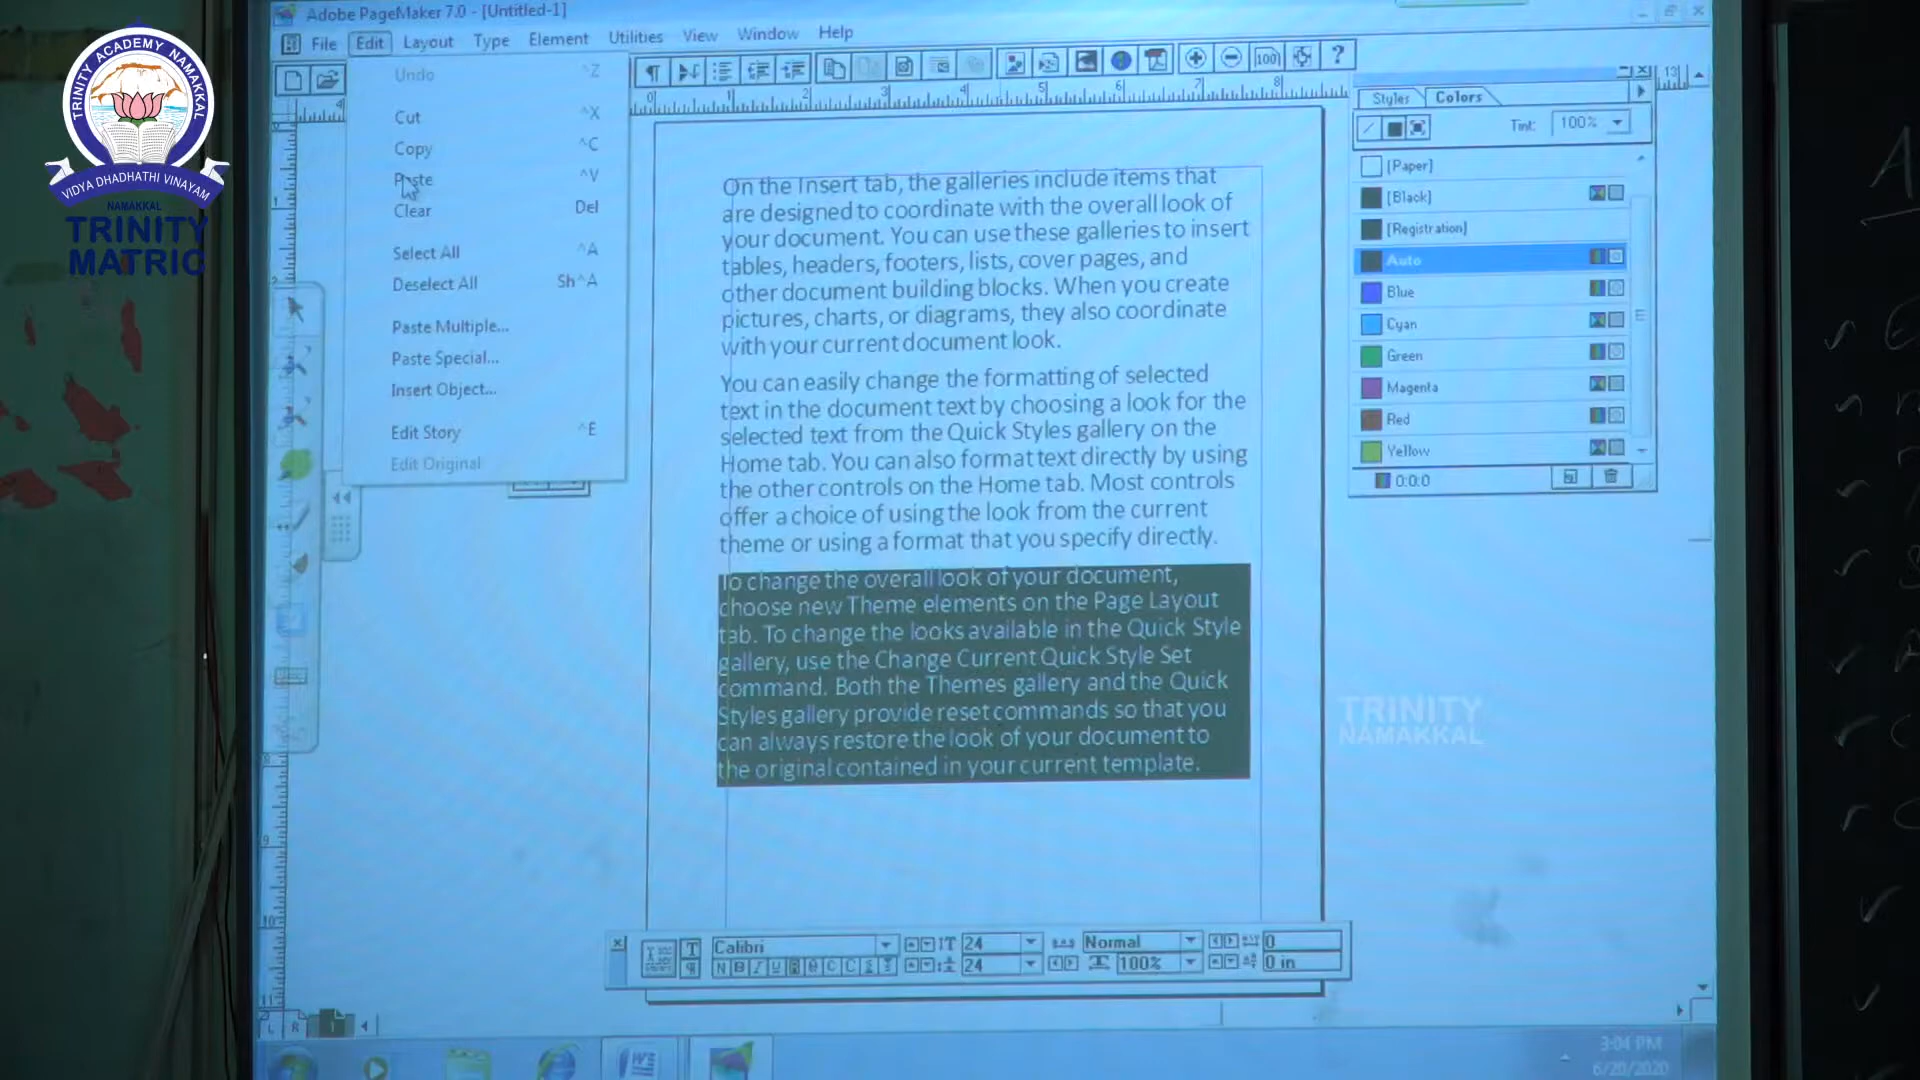 Adobe PageMaker 7.0 - [Untitled-1]
File Edit Layout Type Element Utilities View Window Help
TRINITY ACADEMY NAMAKKAL
VIDYA DHADHATHI VINAYAM
NAMAKKAL
TRINITY
MATRIC
Undo ^Z
Cut ^X
Copy ^C
Paste ^V
Clear Del
Select All ^A
Deselect All Sh^A
Paste Multiple...
Paste Special...
Insert Object...
Edit Story ^E
Edit Original
On the Insert tab, the galleries include items that
are designed to coordinate with the overall look of
your document. You can use these galleries to insert
tables, headers, footers, lists, cover pages, and
other document building blocks. When you create
pictures, charts, or diagrams, they also coordinate
with your current document look.
You can easily change the formatting of selected
text in the document text by choosing a look for the
selected text from the Quick Styles gallery on the
Home tab. You can also format text directly by using
the other controls on the Home tab. Most controls
offer a choice of using the look from the current
theme or using a format that you specify directly.
To change the overall look of your document,
choose new Theme elements on the Page Layout
tab. To change the looks available in the Quick Style
gallery, use the Change Current Quick Style Set
command. Both the Themes gallery and the Quick
Styles gallery provide reset commands so that you
can always restore the look of your document to
the original contained in your current template.
Styles Colors
Tint: 100%
[Paper]
[Black]
[Registration]
Auto
Blue
Cyan
Green
Magenta
Red
Yellow
0:0:0
TRINITY
NAMAKKAL
Calibri 24 Normal 0
24 100% 0 in
L R 1
3:04 PM
6/20/2020